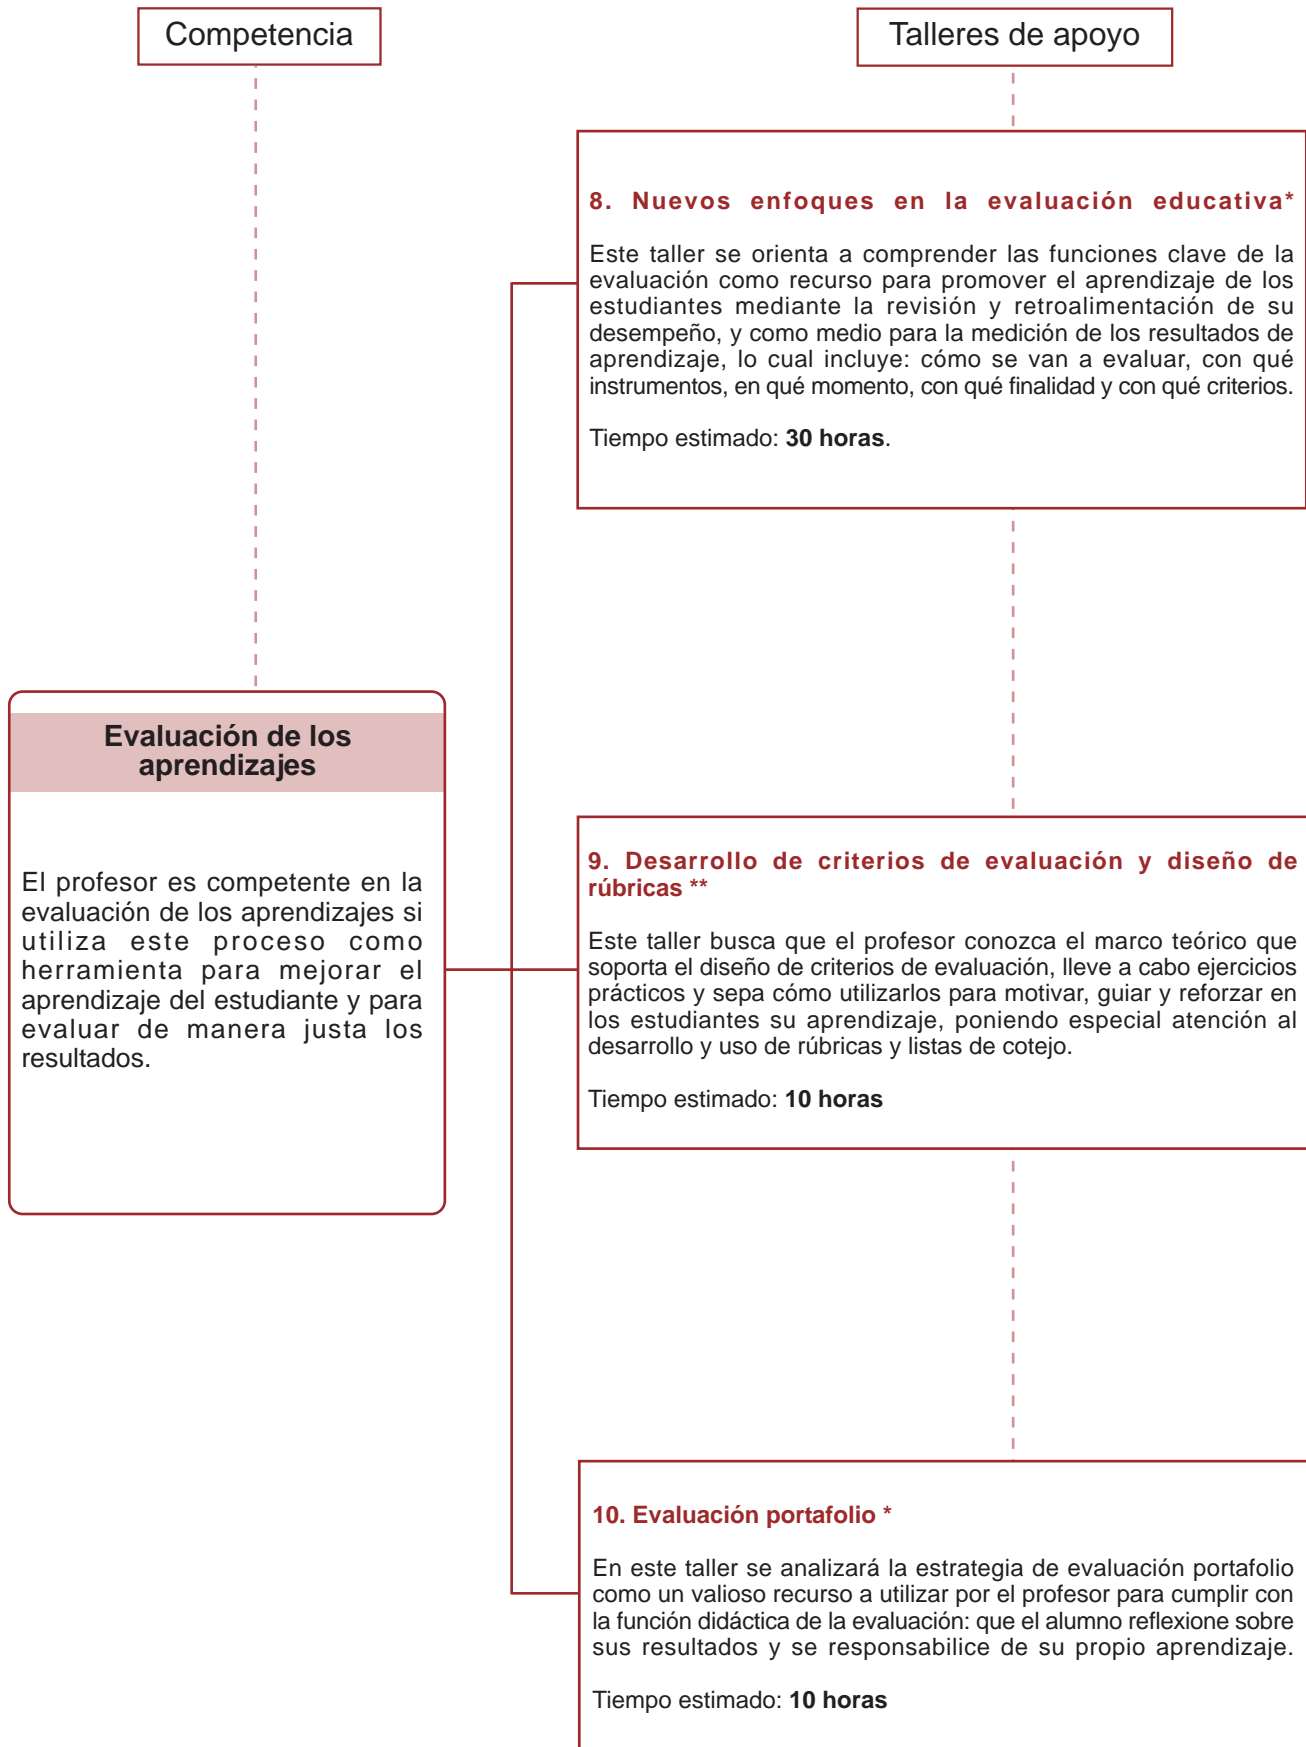 Competencia
Talleres de apoyo
8. Nuevos enfoques en la evaluación educativa*
Este taller se orienta a comprender las funciones clave de la
evaluación como recurso para promover el aprendizaje de los
estudiantes mediante la revisión y retroalimentación de su
desempeño, y como medio para la medición de los resultados de
aprendizaje, lo cual incluye: cómo se van a evaluar, con qué
instrumentos, en qué momento, con qué finalidad y con qué criterios.
Tiempo estimado: 30 horas.
Evaluación de los
aprendizajes
El profesor es competente en la
evaluación de los aprendizajes si
utiliza este proceso como
herramienta para mejorar el
aprendizaje del estudiante y para
evaluar de manera justa los
resultados.
9. Desarrollo de criterios de evaluación y diseño de
rúbricas **
Este taller busca que el profesor conozca el marco teórico que
soporta el diseño de criterios de evaluación, lleve a cabo ejercicios
prácticos y sepa cómo utilizarlos para motivar, guiar y reforzar en
los estudiantes su aprendizaje, poniendo especial atención al
desarrollo y uso de rúbricas y listas de cotejo.
Tiempo estimado: 10 horas
10. Evaluación portafolio *
En este taller se analizará la estrategia de evaluación portafolio
como un valioso recurso a utilizar por el profesor para cumplir con
la función didáctica de la evaluación: que el alumno reflexione sobre
sus resultados y se responsabilice de su propio aprendizaje.
Tiempo estimado: 10 horas